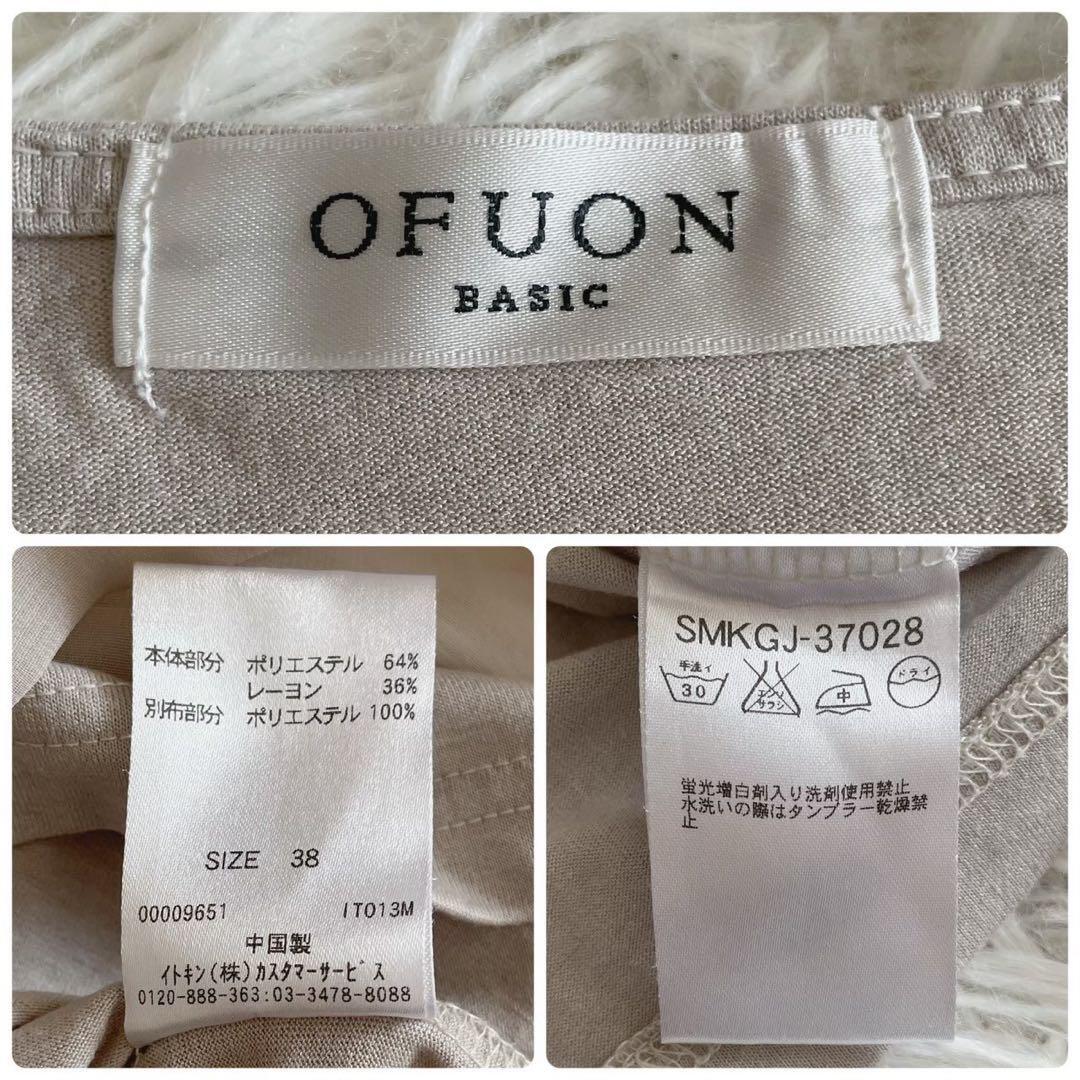 OFUON
BASIC
本体部分 ポリエステル 64%
レーヨン 36%
別布部分 ポリエステル 100%
SIZE 38
00009651 IT013M
中国製
イトキン(株)カスタマーサービス
0120-888-363:03-3478-8088
SMKGJ-37028
手洗イ
30
エンソ
サラシ
中
ドライ
蛍光増白剤入り洗剤使用禁止
水洗いの際はタンブラー乾燥禁
止